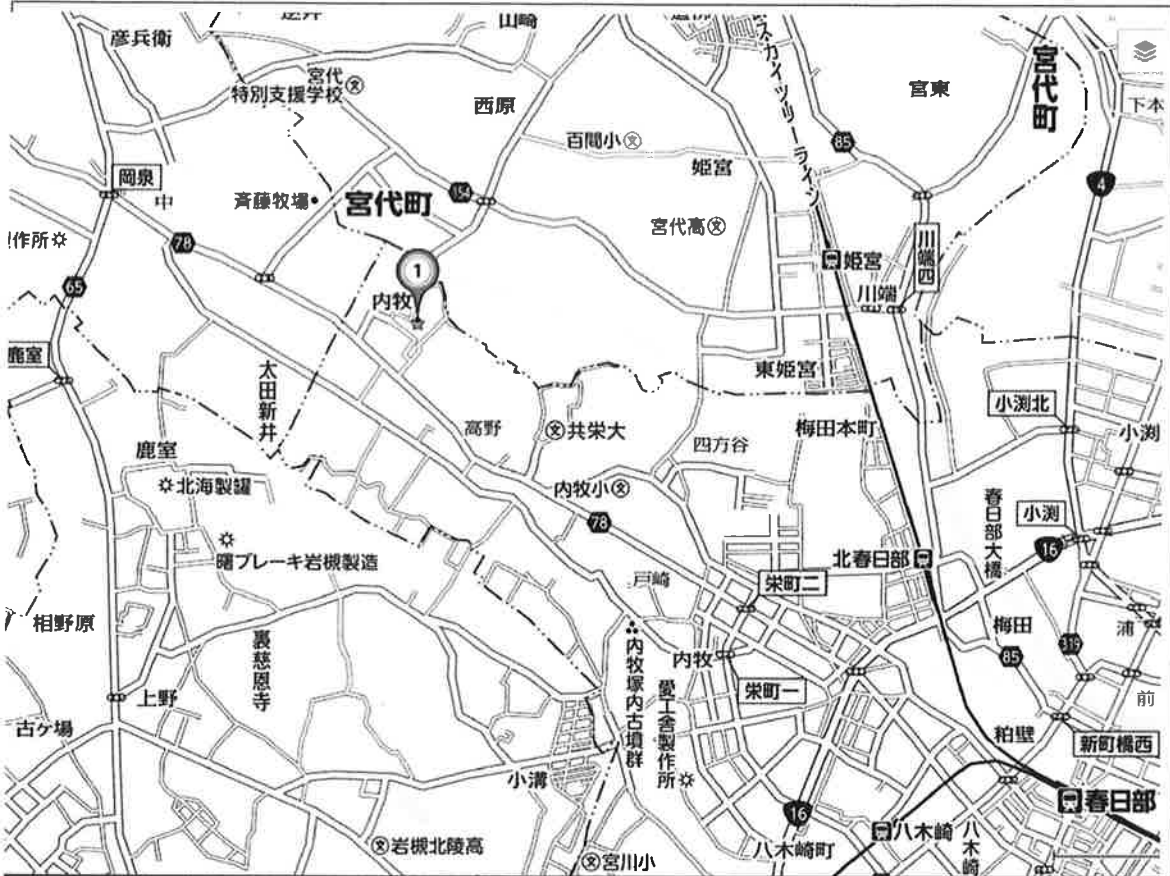 彦兵衛
山崎
宮代
特別支援学校
西原
スカイツリーライン
宮東
宮代町
下本
百間小
85
姫宮
4
岡泉
中
斉藤牧場
宮代町
154
宮代高
78
作所
65
1
内牧
姫宮
川端四
川端
鹿室
太田新井
東姫宮
小渕北
高野
共栄大
四方谷
梅田本町
小渕
鹿室
北海製罐
内牧小
78
春日部大橋
小渕
16
曙ブレーキ岩槻製造
北春日部
戸崎
栄町二
相野原
裏慈恩寺
内牧塚内古墳群
内牧
梅田
319
浦
85
上野
愛工舎製作所
栄町一
前
古ケ場
粕壁
新町橋西
小溝
春日部
16
八木崎
八木崎
岩槻北陵高
宮川小
八木崎町